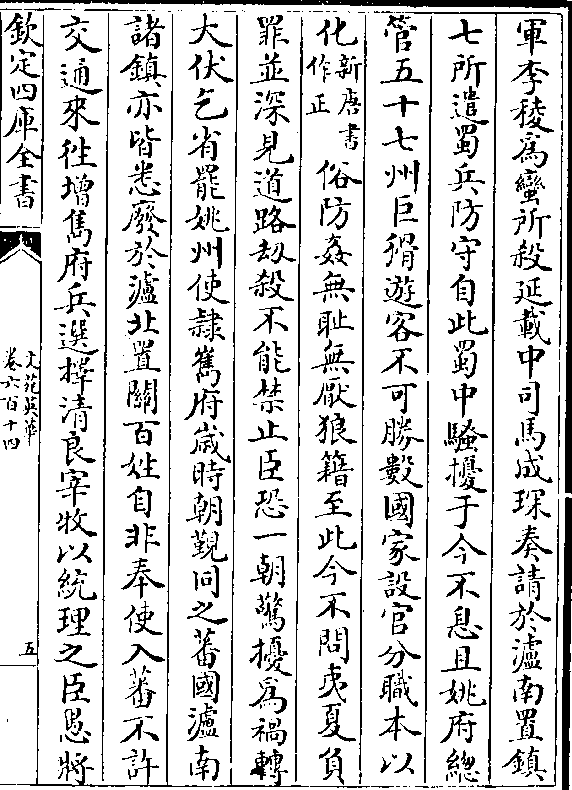 軍李稜為蠻所殺延載中司馬成琛奏請於瀘南置鎮
七所遣蜀兵防守自此蜀中騷擾于今不息且姚府總
管五十七州巨猾遊客不可勝數國家設官分職本以
化新唐書作正俗防姦無恥無厭狼籍至此今不問夷夏負
罪並深見道路刼殺不能禁止臣恐一朝驚擾為禍轉
大伏乞省罷姚州使隷嶲府歲時朝覲同之蕃國瀘南
諸鎮亦皆悉廢於瀘北置關百姓自非奉使入蕃不許
交通來往增嶲府兵選擇清良宰牧以統理之臣愚將
欽定四庫全書
文苑英華
卷六百十四
五